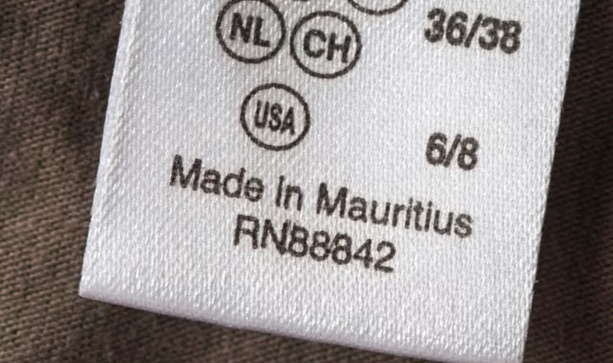 NL CH 36/38
USA 6/8
Made in Mauritius
RN88842